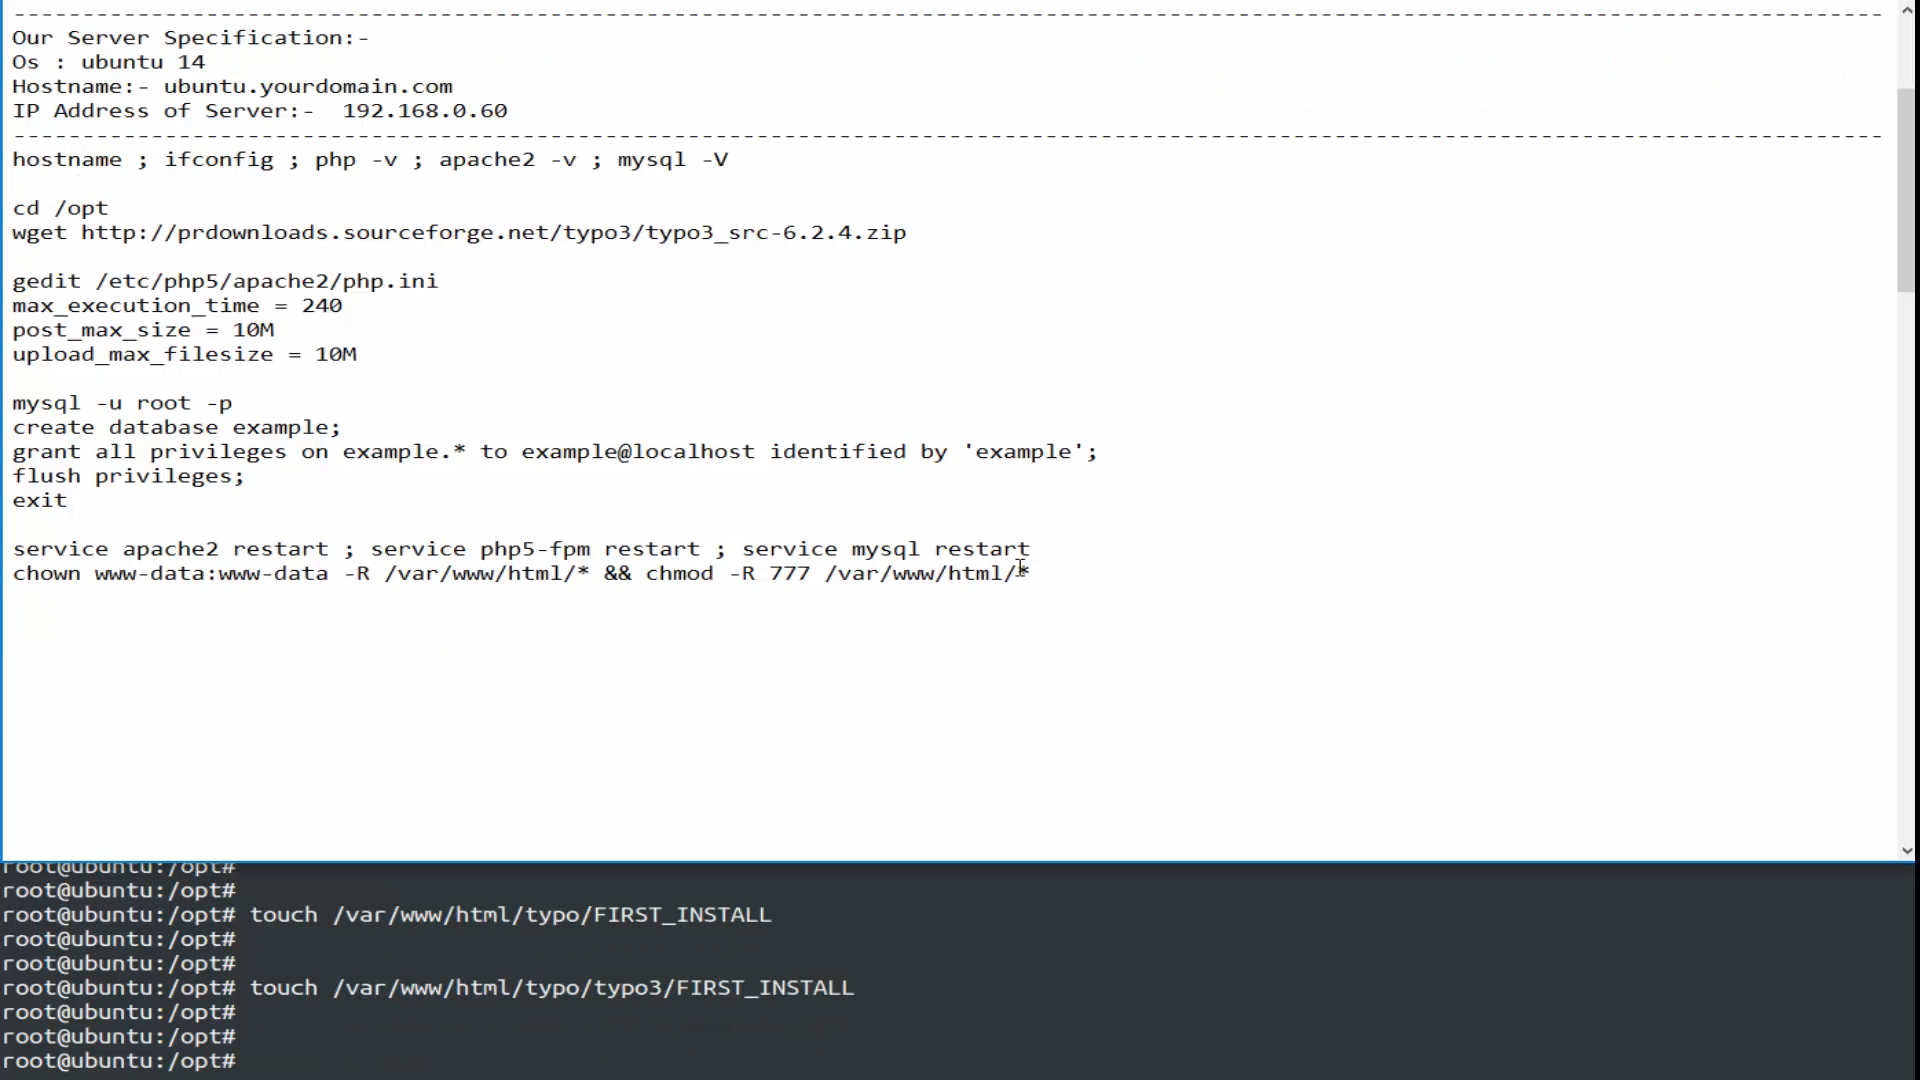 --------------------------------------------------------------------------------------------------------------------------------------------
Our Server Specification:-
Os : ubuntu 14
Hostname:- ubuntu.yourdomain.com
IP Address of Server:-  192.168.0.60
--------------------------------------------------------------------------------------------------------------------------------------------
hostname ; ifconfig ; php -v ; apache2 -v ; mysql -V
cd /opt
wget http://prdownloads.sourceforge.net/typo3/typo3_src-6.2.4.zip
gedit /etc/php5/apache2/php.ini
max_execution_time = 240
post_max_size = 10M
upload_max_filesize = 10M
mysql -u root -p
create database example;
grant all privileges on example.* to example@localhost identified by 'example';
flush privileges;
exit
service apache2 restart ; service php5-fpm restart ; service mysql restart
chown www-data:www-data -R /var/www/html/* && chmod -R 777 /var/www/html/*
root@ubuntu:/opt#
root@ubuntu:/opt#
root@ubuntu:/opt# touch /var/www/html/typo/FIRST_INSTALL
root@ubuntu:/opt#
root@ubuntu:/opt#
root@ubuntu:/opt# touch /var/www/html/typo/typo3/FIRST_INSTALL
root@ubuntu:/opt#
root@ubuntu:/opt#
root@ubuntu:/opt#